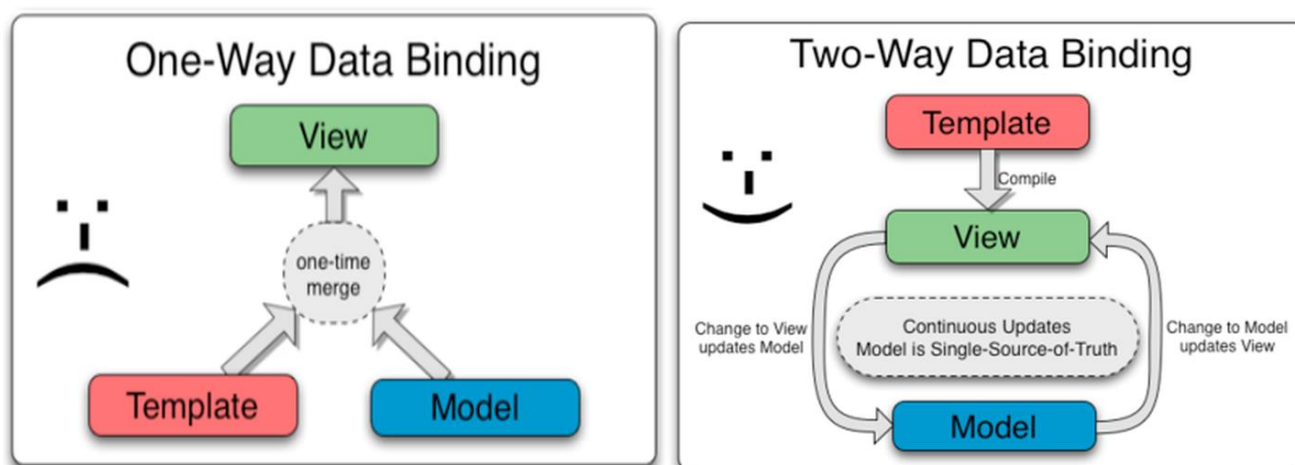 One-Way Data Binding
View
one-time
merge
Template
Model
Two-Way Data Binding
Template
Compile
View
Change to View
updates Model
Continuous Updates
Model is Single-Source-of-Truth
Change to Model
updates View
Model